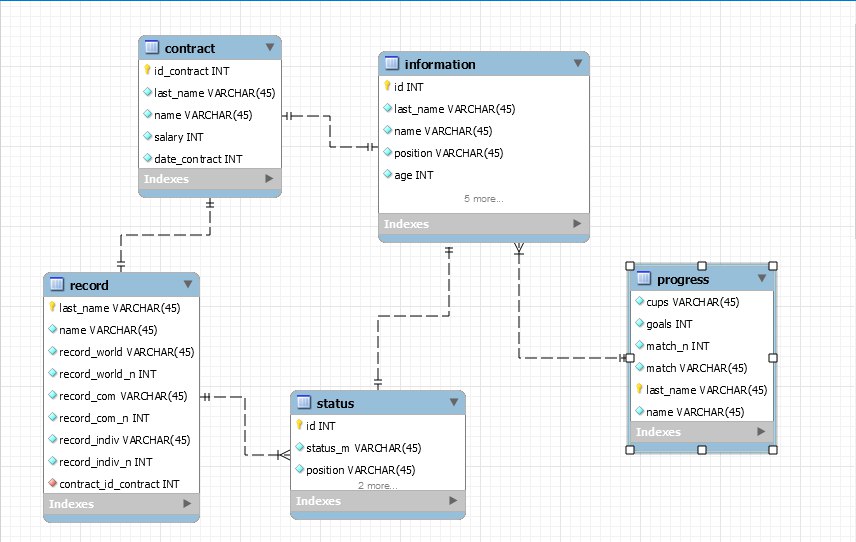 contract
id_contract INT
last_name VARCHAR(45)
name VARCHAR(45)
salary INT
date_contract INT
Indexes
information
id INT
last_name VARCHAR(45)
name VARCHAR(45)
position VARCHAR(45)
age INT
5 more...
Indexes
record
last_name VARCHAR(45)
name VARCHAR(45)
record_world VARCHAR(45)
record_world_n INT
record_com VARCHAR(45)
record_com_n INT
record_indiv VARCHAR(45)
record_indiv_n INT
contract_id_contract INT
Indexes
status
id INT
status_m VARCHAR(45)
position VARCHAR(45)
2 more...
Indexes
progress
cups VARCHAR(45)
goals INT
match_n INT
match VARCHAR(45)
last_name VARCHAR(45)
name VARCHAR(45)
Indexes